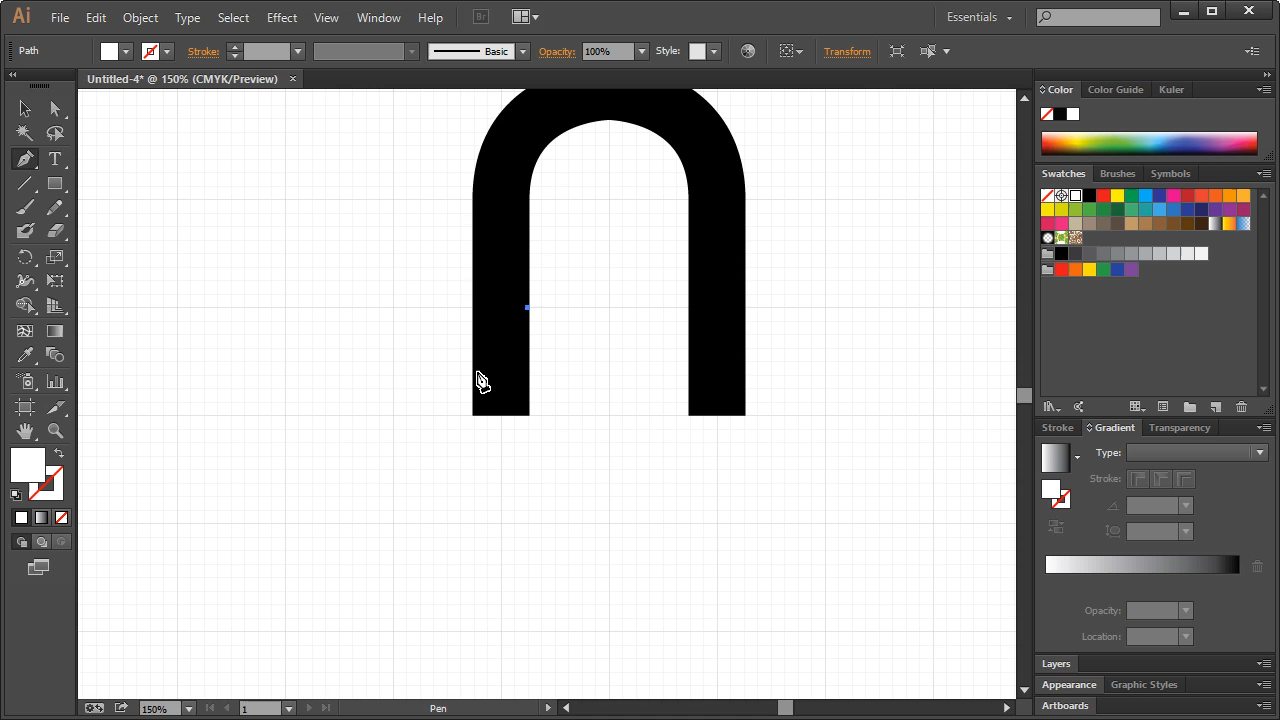 Ai File Edit Object Type Select Effect View Window Help Br Essentials
Path Stroke: Basic Opacity: 100% Style: Transform
Untitled-4* @ 150% (CMYK/Preview)
Color Color Guide Kuler
Swatches Brushes Symbols
Stroke Gradient Transparency
Type:
Stroke:
Opacity:
Location:
Layers
Appearance Graphic Styles
Artboards
150% 1 Pen